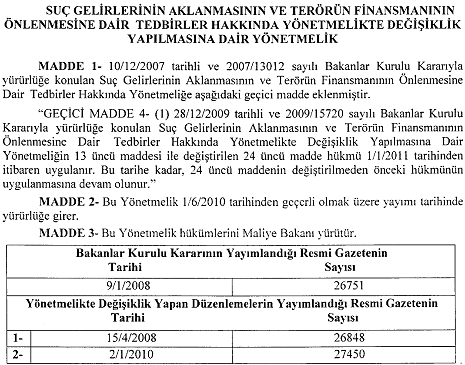 SUÇ GELİRLERİNİN AKLANMASININ VE TERÖRÜN FİNANSMANININ
ÖNLENMESİNE DAİR TEDBİRLER HAKKINDA YÖNETMELİKTE DEĞİŞİKLİK
YAPILMASINA DAİR YÖNETMELİK
MADDE 1- 10/12/2007 tarihli ve 2007/13012 sayılı Bakanlar Kurulu Kararıyla
yürürlüğe konulan Suç Gelirlerinin Aklanmasının ve Terörün Finansmanının Önlenmesine
Dair Tedbirler Hakkında Yönetmeliğe aşağıdaki geçici madde eklenmiştir.
"GEÇİCİ MADDE 4- (1) 28/12/2009 tarihli ve 2009/15720 sayılı Bakanlar Kurulu
Kararıyla yürürlüğe konulan Suç Gelirlerinin Aklanmasının ve Terörün Finansmanının
Önlenmesine Dair Tedbirler Hakkında Yönetmelikte Değişiklik Yapılmasına Dair
Yönetmeliğin 13 üncü maddesi ile değiştirilen 24 üncü madde hükmü 1/1/2011 tarihinden
itibaren uygulanır. Bu tarihe kadar, 24 üncü maddenin değiştirilmeden önceki hükmünün
uygulanmasına devam olunur."
MADDE 2- Bu Yönetmelik 1/6/2010 tarihinden geçerli olmak üzere yayımı tarihinde
yürürlüğe girer.
MADDE 3- Bu Yönetmelik hükümlerini Maliye Bakanı yürütür.
Bakanlar Kurulu Kararının Yayımlandığı Resmi Gazetenin
Tarihi Sayısı
9/1/2008 26751
Yönetmelikte Değişiklik Yapan Düzenlemelerin Yayımlandığı Resmi Gazetenin
Tarihi Sayısı
1- 15/4/2008 26848
2- 2/1/2010 27450